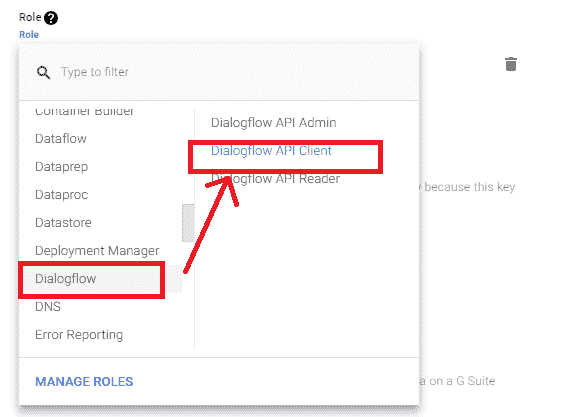 Role ?
Role
Type to filter
Container Builder
Dataflow
Dataprep
Dataproc
Datastore
Deployment Manager
Dialogflow
DNS
Error Reporting
Dialogflow API Admin
Dialogflow API Client
Dialogflow API Reader
because this key
MANAGE ROLES
a on a G Suite